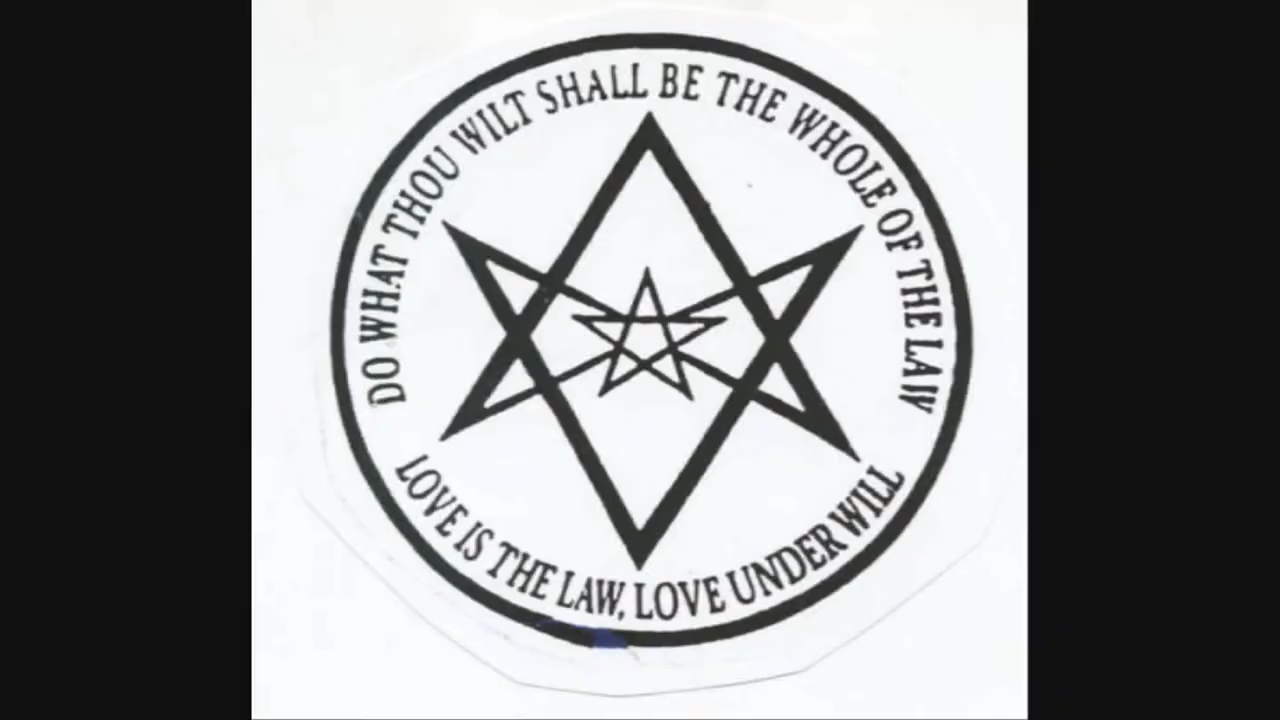 DO WHAT THOU WILT SHALL BE THE WHOLE OF THE LAW
LOVE IS THE LAW, LOVE UNDER WILL